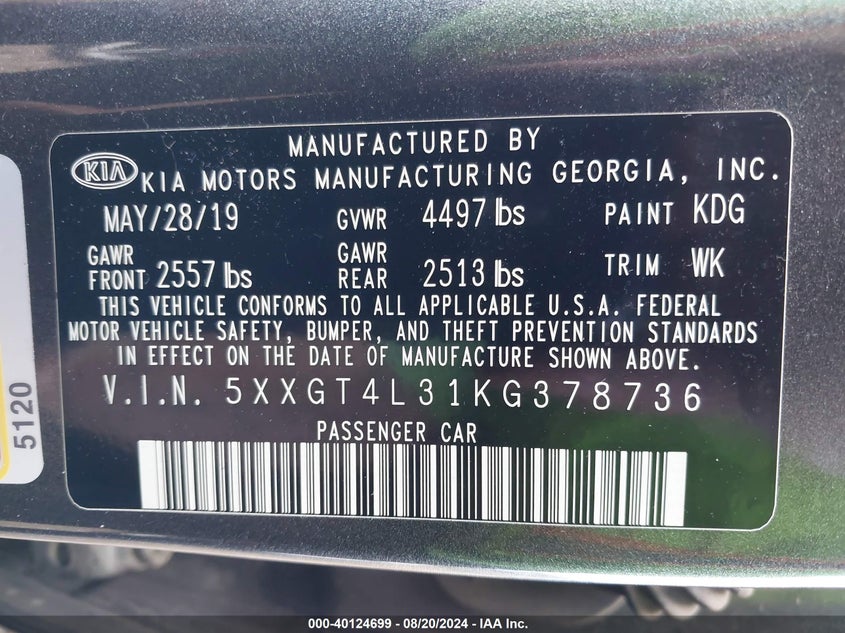 MANUFACTURED BY
KIA KIA MOTORS MANUFACTURING GEORGIA, INC.
MAY/28/19 GVWR 4497 lbs PAINT KDG
GAWR FRONT 2557 lbs GAWR REAR 2513 lbs TRIM WK
THIS VEHICLE CONFORMS TO ALL APPLICABLE U.S.A. FEDERAL
MOTOR VEHICLE SAFETY, BUMPER, AND THEFT PREVENTION STANDARDS
IN EFFECT ON THE DATE OF MANUFACTURE SHOWN ABOVE.
V.I.N. 5XXGT4L31KG378736
PASSENGER CAR
5120
000-40124699 - 08/20/2024 - IAA Inc.